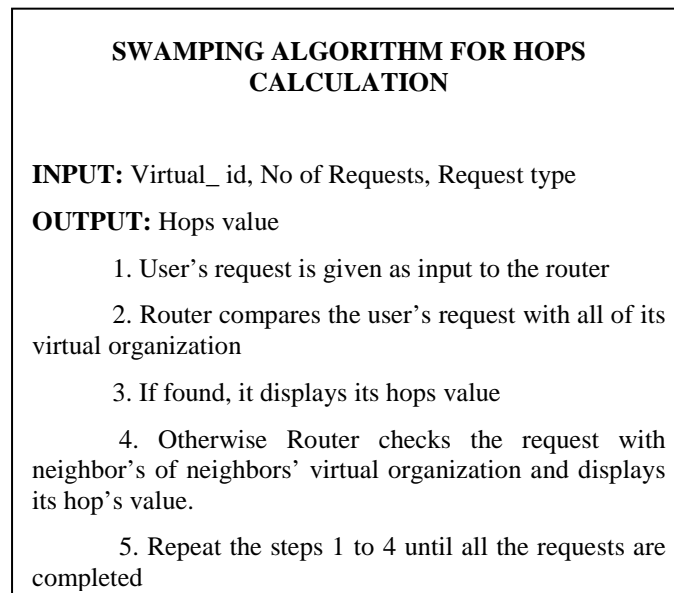 SWAMPING ALGORITHM FOR HOPS
CALCULATION
INPUT: Virtual_ id, No of Requests, Request type
OUTPUT: Hops value
1. User's request is given as input to the router
2. Router compares the user's request with all of its
virtual organization
3. If found, it displays its hops value
4. Otherwise Router checks the request with
neighbor's of neighbors' virtual organization and displays
its hop's value.
5. Repeat the steps 1 to 4 until all the requests are
completed